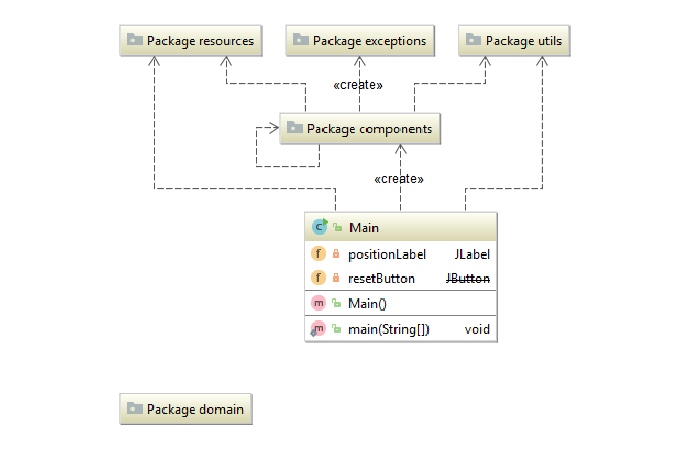 Package resources
Package exceptions
Package utils
«create»
Package components
«create»
Main
positionLabel JLabel
resetButton JButton
Main()
main(String[]) void
Package domain